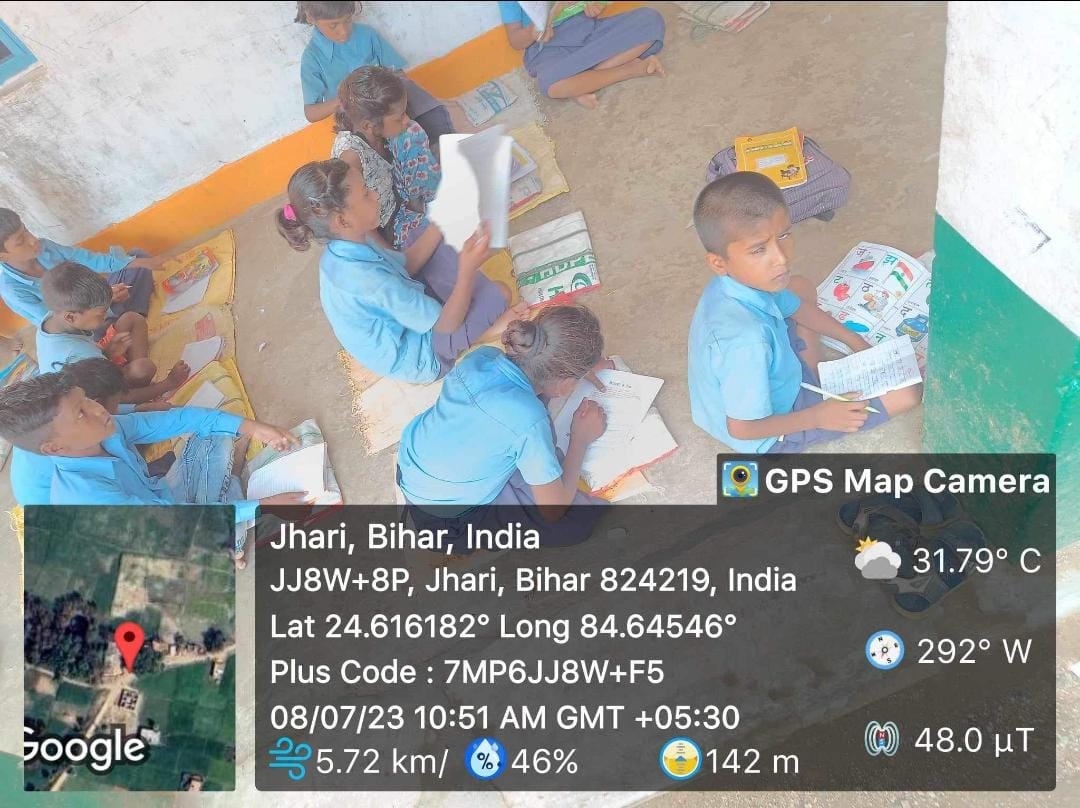 GPS Map Camera
Jhari, Bihar, India
JJ8W+8P, Jhari, Bihar 824219, India
Lat 24.616182° Long 84.64546°
Plus Code : 7MP6JJ8W+F5
08/07/23 10:51 AM GMT +05:30
5.72 km/ 46% 142 m
31.79° C
292° W
48.0 µT
Google